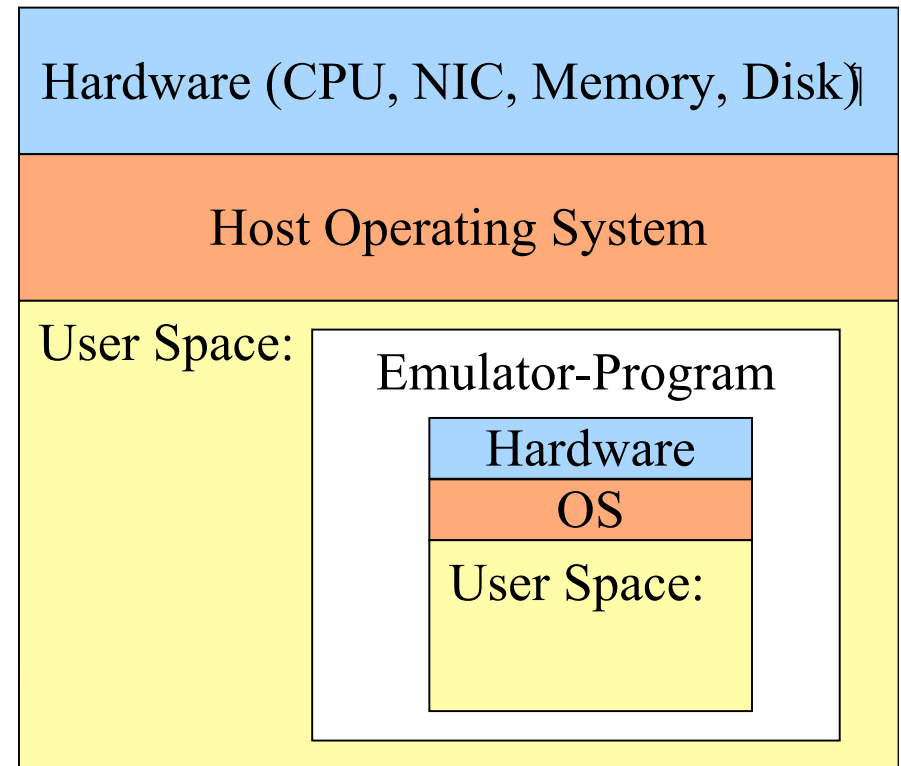 Hardware (CPU, NIC, Memory, Disk)
Host Operating System
User Space:
Emulator-Program
Hardware
OS
User Space: